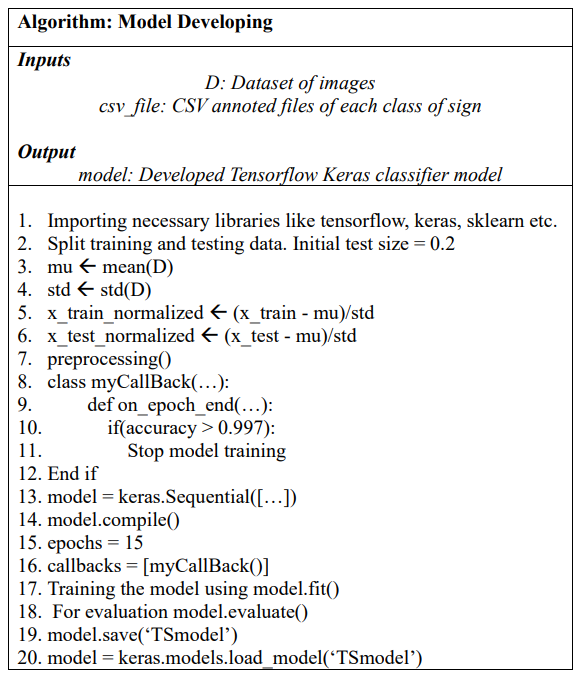 Algorithm: Model Developing
Inputs
D: Dataset of images
csv_file: CSV annoted files of each class of sign
Output
model: Developed Tensorflow Keras classifier model
1. Importing necessary libraries like tensorflow, keras, sklearn etc.
2. Split training and testing data. Initial test size = 0.2
3. mu 🡨 mean(D)
4. std 🡨 std(D)
5. x_train_normalized 🡨 (x_train - mu)/std
6. x_test_normalized 🡨 (x_test - mu)/std
7. preprocessing()
8. class myCallBack(…):
9. def on_epoch_end(…):
10. if(accuracy > 0.997):
11. Stop model training
12. End if
13. model = keras.Sequential([…])
14. model.compile()
15. epochs = 15
16. callbacks = [myCallBack()]
17. Training the model using model.fit()
18. For evaluation model.evaluate()
19. model.save(‘TSmodel’)
20. model = keras.models.load_model(‘TSmodel’)